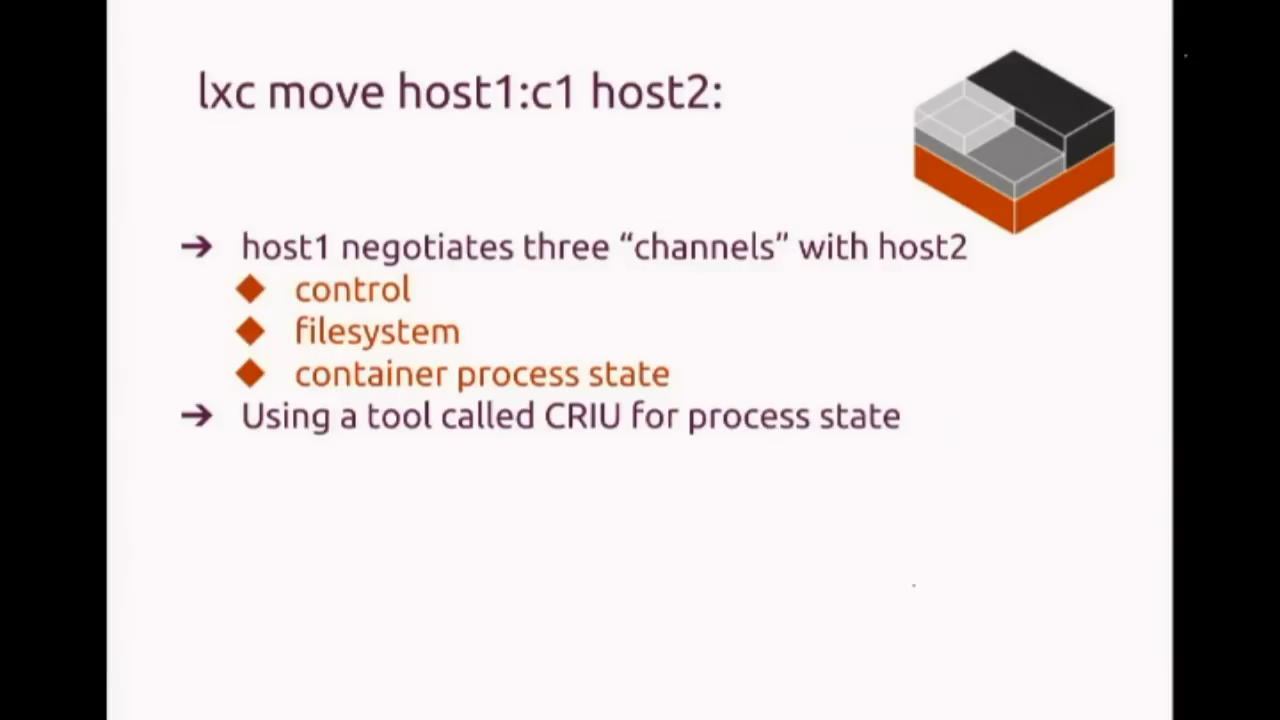 lxc move host1:c1 host2:
➔ host1 negotiates three “channels” with host2
◆ control
◆ filesystem
◆ container process state
➔ Using a tool called CRIU for process state